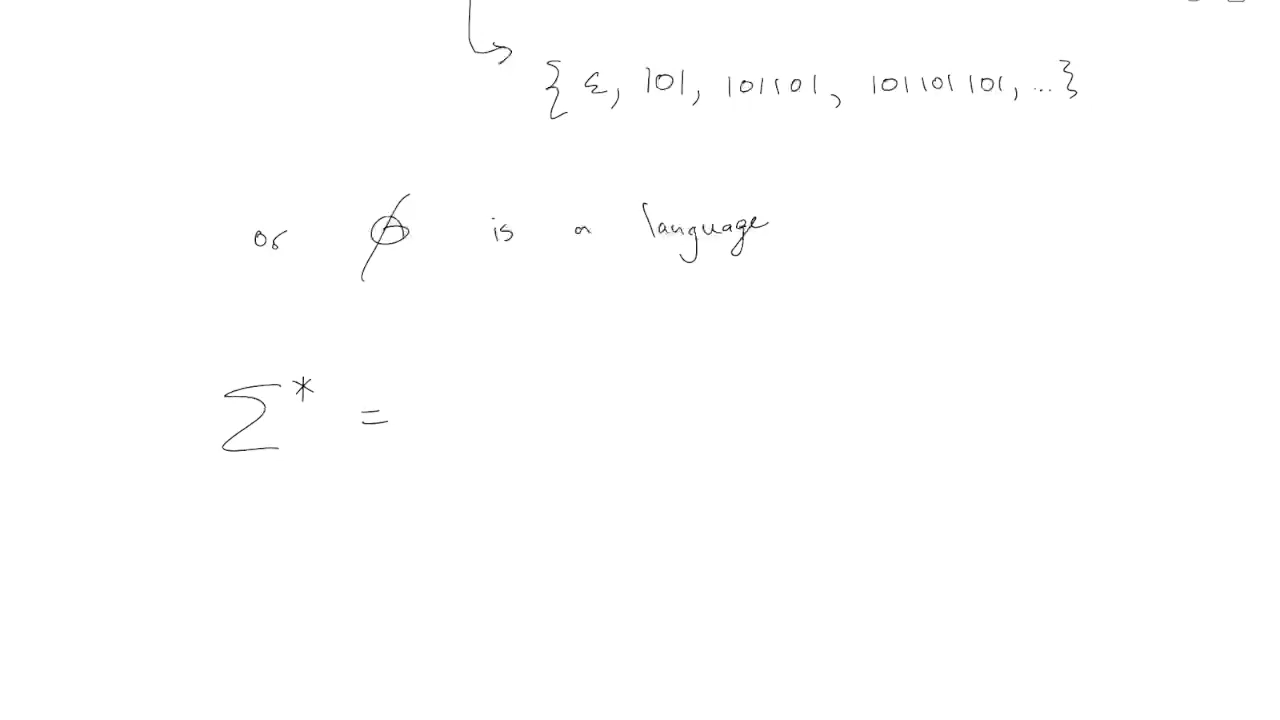 { ε, 101, 101101, 101101101, ... }
or ∅ is a language
Σ* =